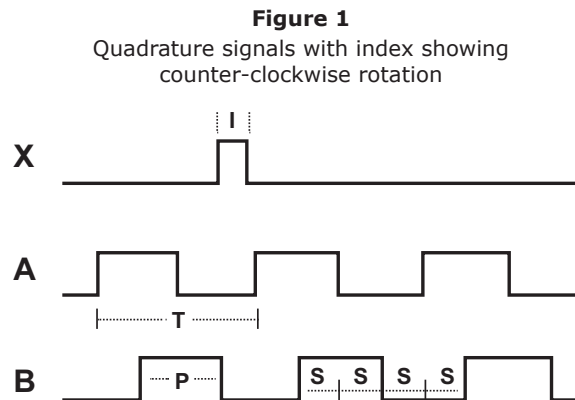 Figure 1
Quadrature signals with index showing
counter-clockwise rotation
I
X
A
T
B
P
S S S S